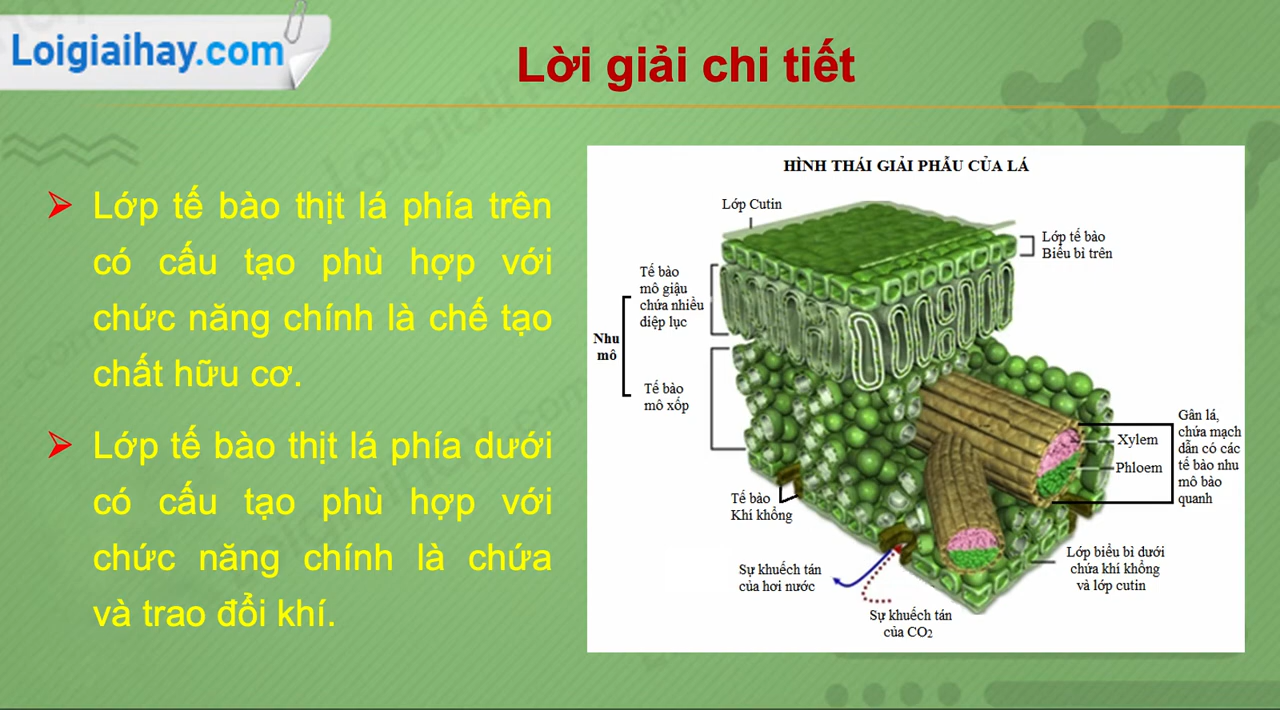 Loigiaihay.com
Lời giải chi tiết
Lớp tế bào thịt lá phía trên
có cấu tạo phù hợp với
chức năng chính là chế tạo
chất hữu cơ.
Lớp tế bào thịt lá phía dưới
có cấu tạo phù hợp với
chức năng chính là chứa
và trao đổi khí.
HÌNH THÁI GIẢI PHẪU CỦA LÁ
Lớp Cutin
Lớp tế bào
Biểu bì trên
Tế bào
mô giậu
chứa nhiều
diệp lục
Nhu
mô
Tế bào
mô xốp
Gân lá,
chứa mạch
dẫn có các
tế bào nhu
mô bào
quanh
Xylem
Phloem
Tế bào
Khí khổng
Lớp biểu bì dưới
chứa khí khổng
và lớp cutin
Sự khuếch tán
của hơi nước
Sự khuếch tán
của CO2